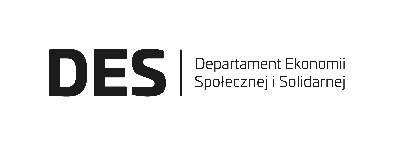 DES
Departament Ekonomii
Społecznej i Solidarnej